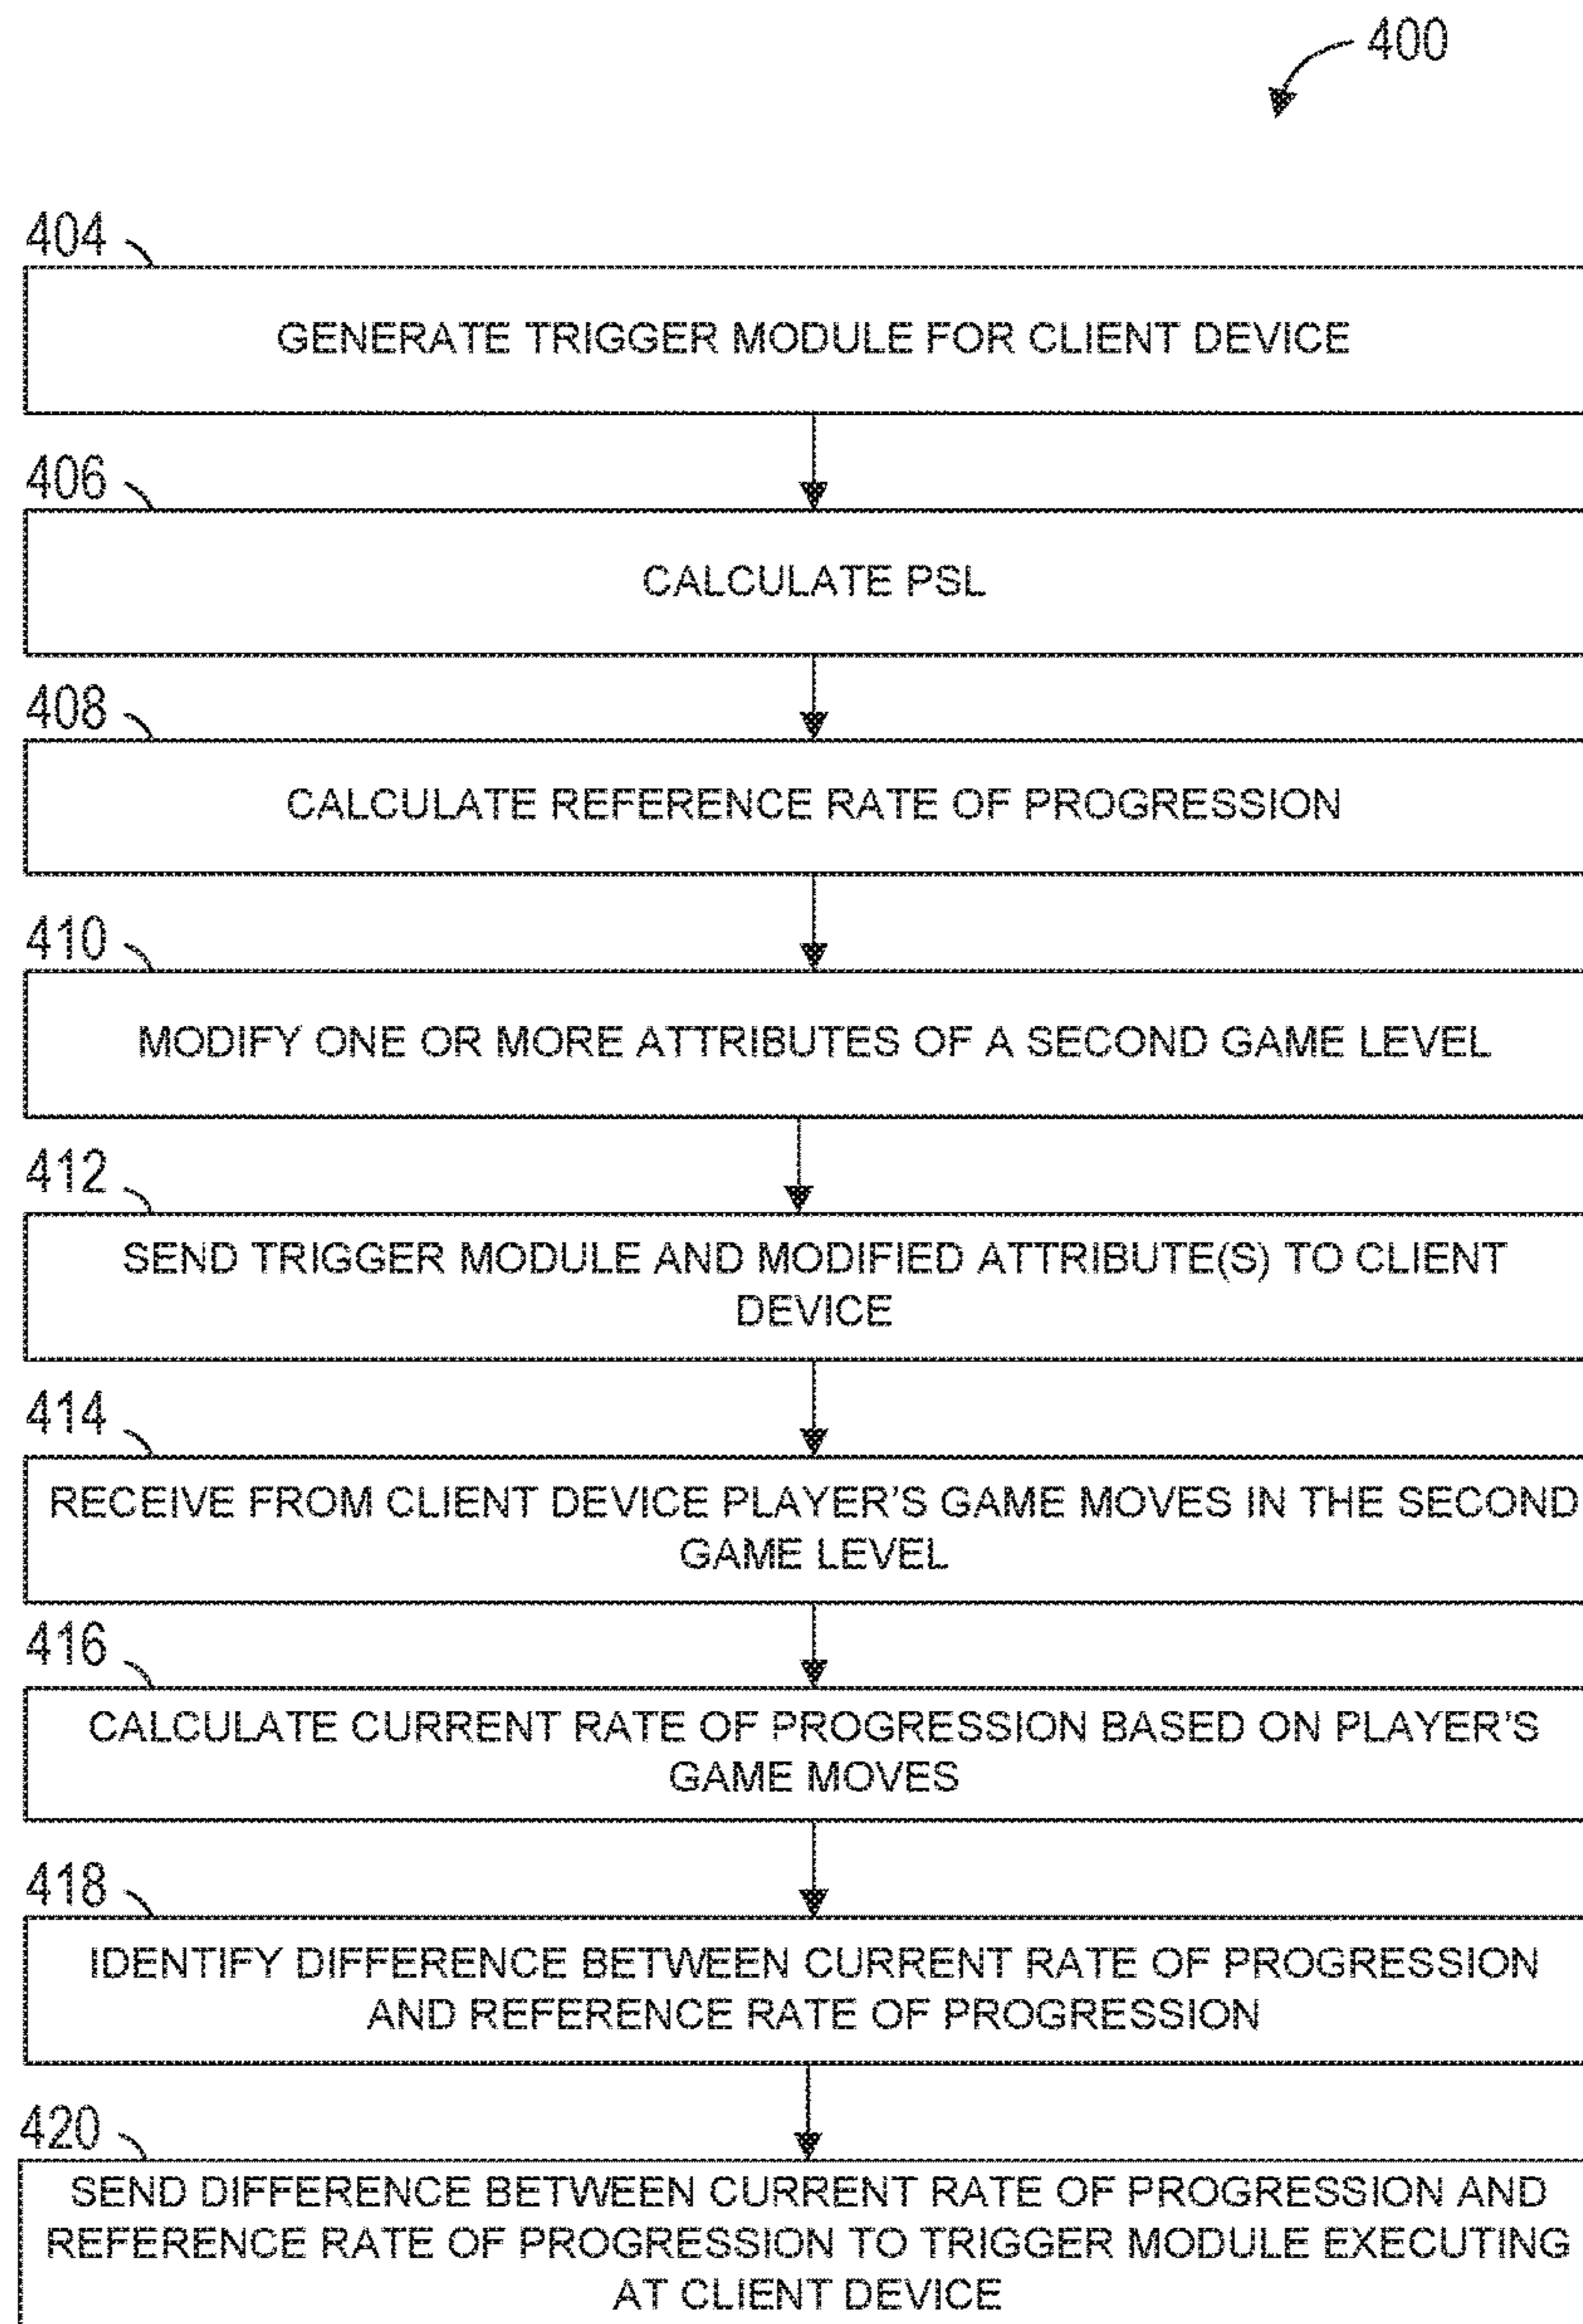 400
404
GENERATE TRIGGER MODULE FOR CLIENT DEVICE
406
CALCULATE PSL
408
CALCULATE REFERENCE RATE OF PROGRESSION
410
MODIFY ONE OR MORE ATTRIBUTES OF A SECOND GAME LEVEL
412
SEND TRIGGER MODULE AND MODIFIED ATTRIBUTE(S) TO CLIENT
DEVICE
414
RECEIVE FROM CLIENT DEVICE PLAYER'S GAME MOVES IN THE SECOND
GAME LEVEL
416
CALCULATE CURRENT RATE OF PROGRESSION BASED ON PLAYER'S
GAME MOVES
418
IDENTIFY DIFFERENCE BETWEEN CURRENT RATE OF PROGRESSION
AND REFERENCE RATE OF PROGRESSION
420
SEND DIFFERENCE BETWEEN CURRENT RATE OF PROGRESSION AND
REFERENCE RATE OF PROGRESSION TO TRIGGER MODULE EXECUTING
AT CLIENT DEVICE